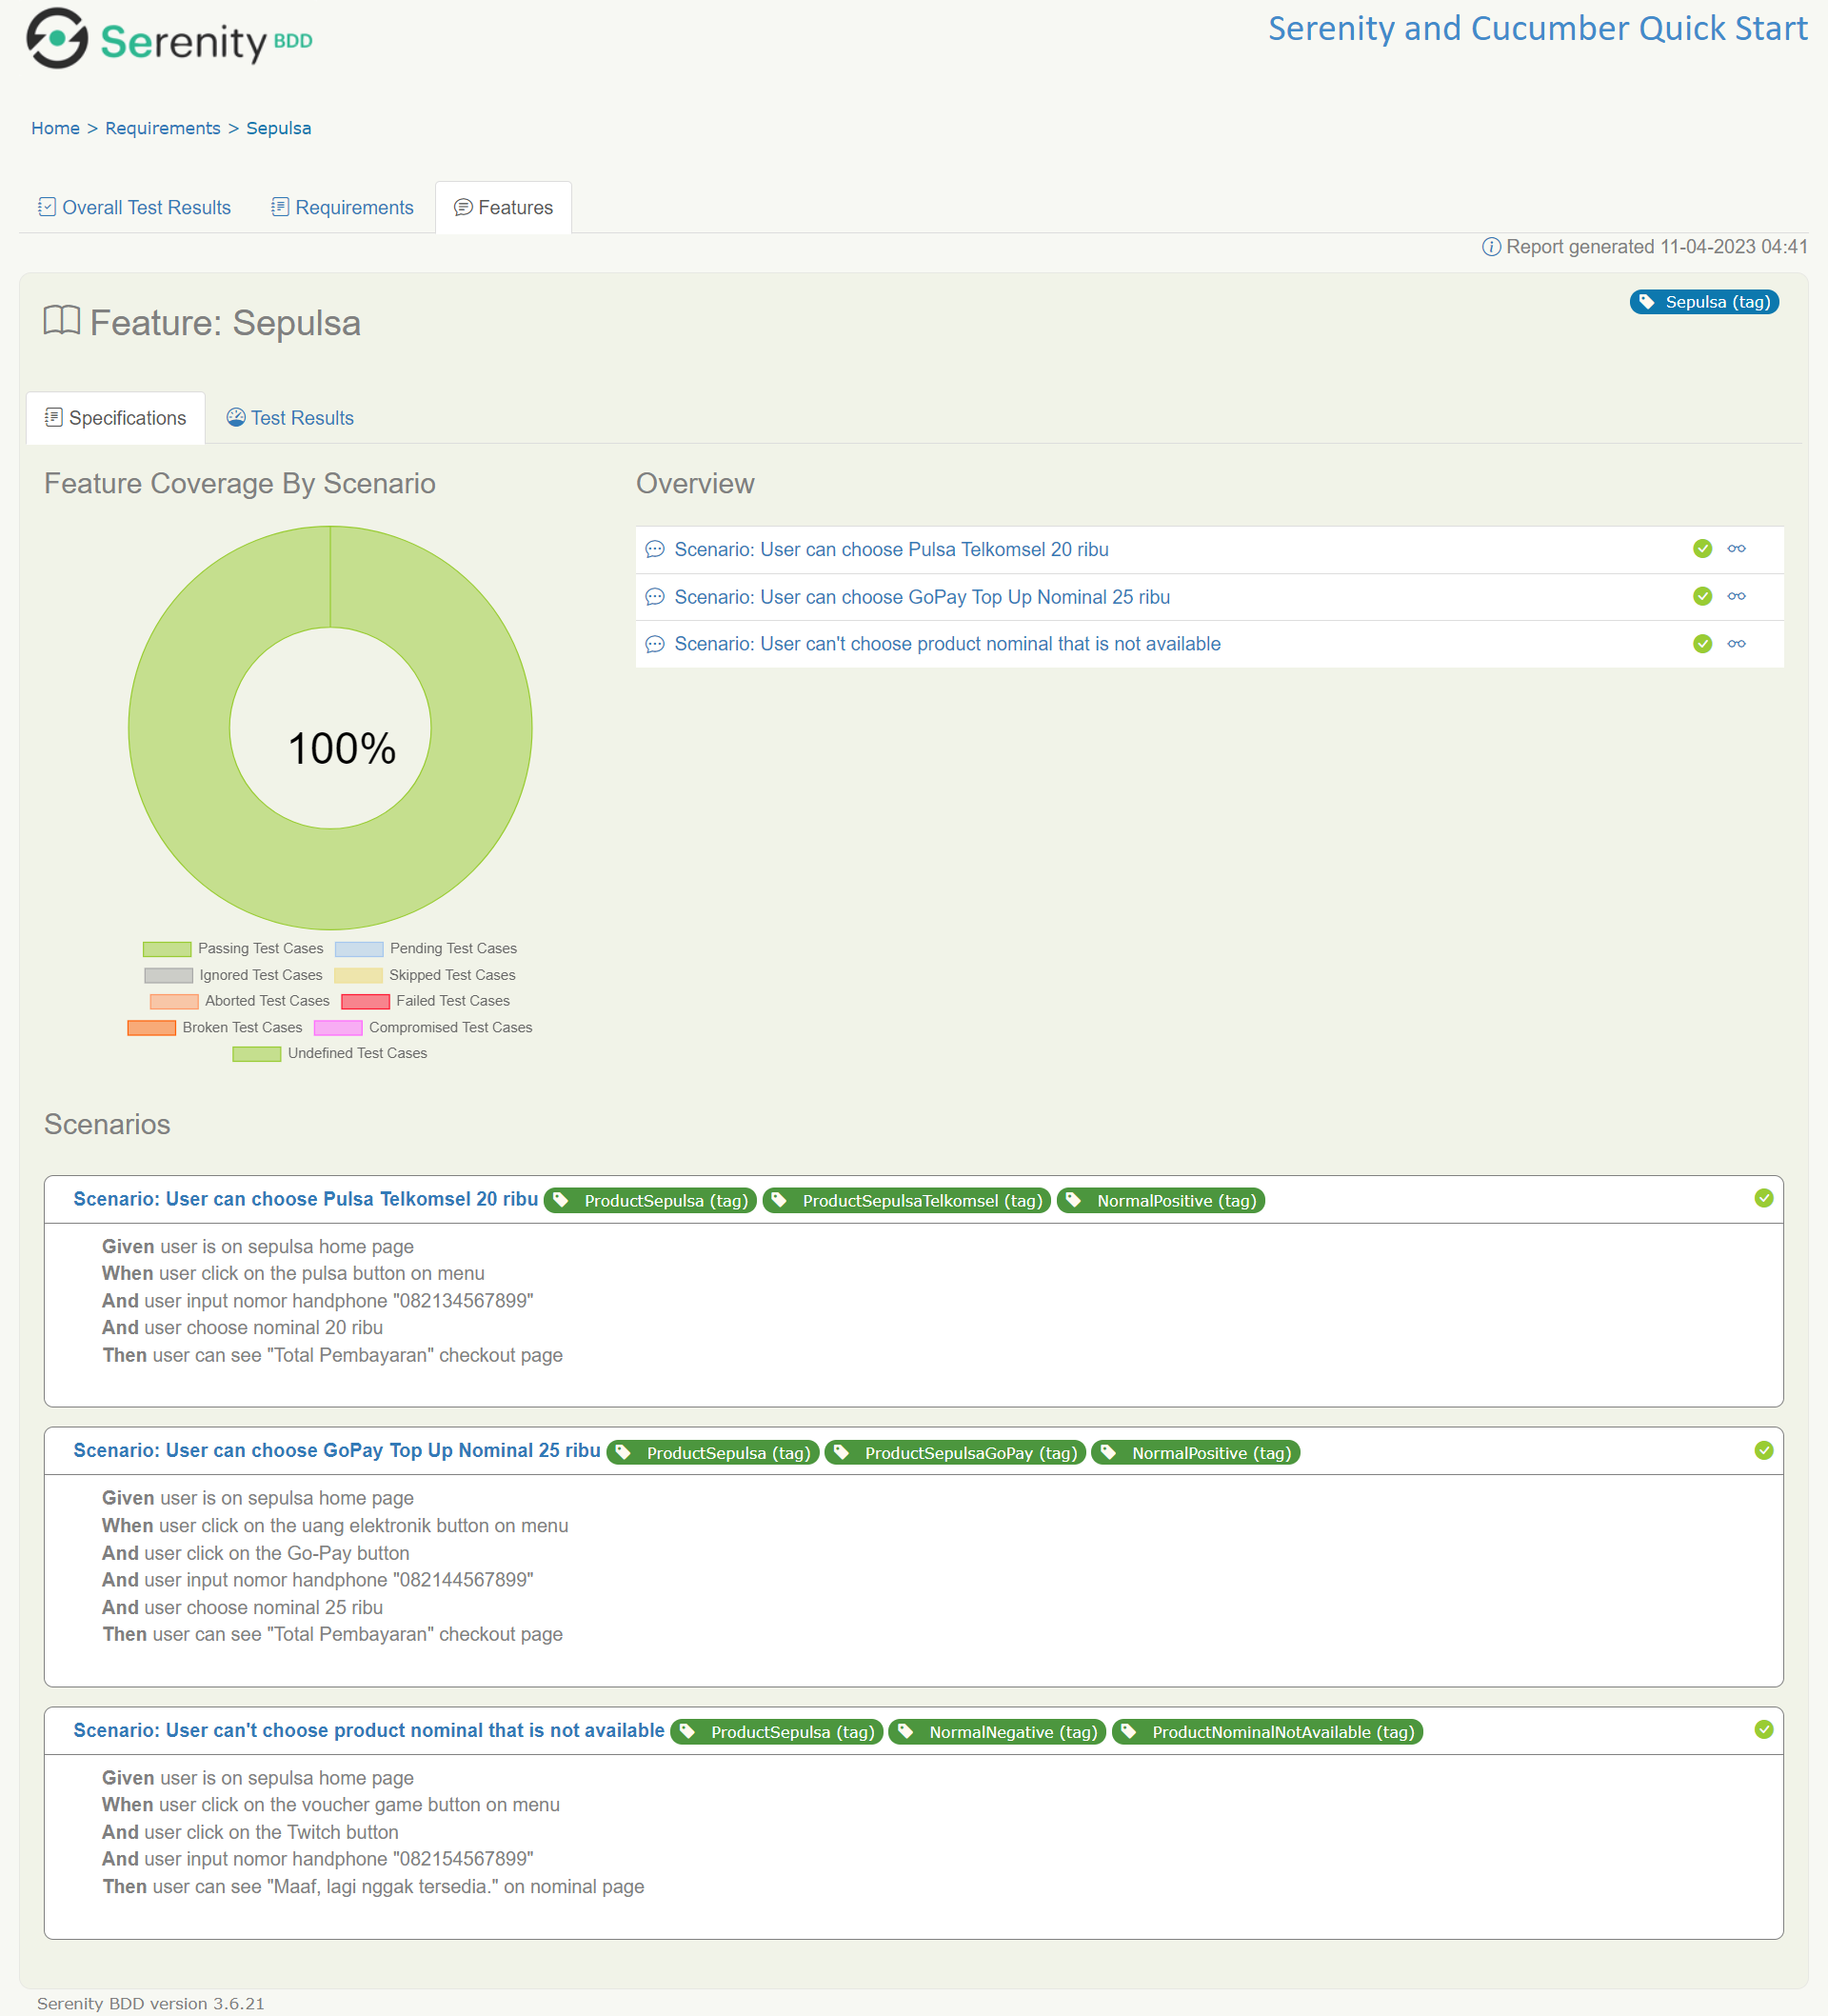 Serenity BDD
Serenity and Cucumber Quick Start
Home > Requirements > Sepulsa
Overall Test Results Requirements Features
Report generated 11-04-2023 04:41
Feature: Sepulsa
Sepulsa (tag)
Specifications Test Results
Feature Coverage By Scenario
100%
Passing Test Cases Pending Test Cases
Ignored Test Cases Skipped Test Cases
Aborted Test Cases Failed Test Cases
Broken Test Cases Compromised Test Cases
Undefined Test Cases
Overview
Scenario: User can choose Pulsa Telkomsel 20 ribu
Scenario: User can choose GoPay Top Up Nominal 25 ribu
Scenario: User can't choose product nominal that is not available
Scenarios
Scenario: User can choose Pulsa Telkomsel 20 ribu ProductSepulsa (tag) ProductSepulsaTelkomsel (tag) NormalPositive (tag)
Given user is on sepulsa home page
When user click on the pulsa button on menu
And user input nomor handphone "082134567899"
And user choose nominal 20 ribu
Then user can see "Total Pembayaran" checkout page
Scenario: User can choose GoPay Top Up Nominal 25 ribu ProductSepulsa (tag) ProductSepulsaGoPay (tag) NormalPositive (tag)
Given user is on sepulsa home page
When user click on the uang elektronik button on menu
And user click on the Go-Pay button
And user input nomor handphone "082144567899"
And user choose nominal 25 ribu
Then user can see "Total Pembayaran" checkout page
Scenario: User can't choose product nominal that is not available ProductSepulsa (tag) NormalNegative (tag) ProductNominalNotAvailable (tag)
Given user is on sepulsa home page
When user click on the voucher game button on menu
And user click on the Twitch button
And user input nomor handphone "082154567899"
Then user can see "Maaf, lagi nggak tersedia." on nominal page
Serenity BDD version 3.6.21